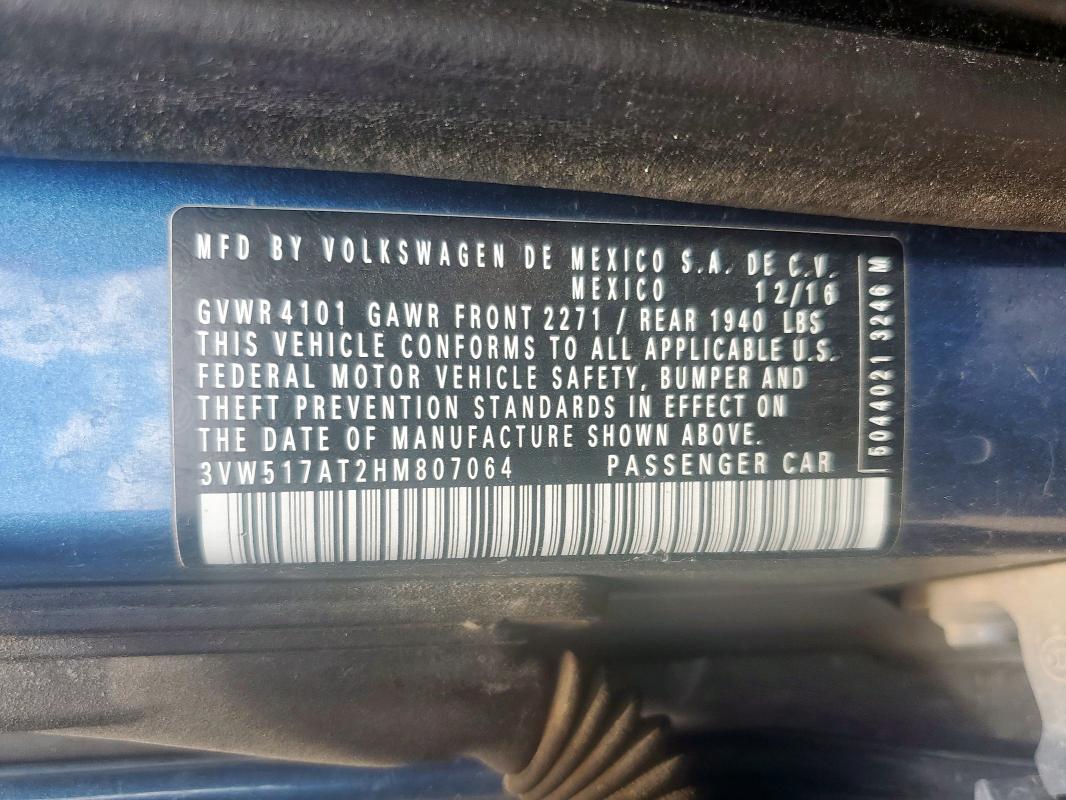 MFD BY VOLKSWAGEN DE MEXICO S.A. DE C.V.
MEXICO 12/16
GVWR 4101 GAWR FRONT 2271 / REAR 1940 LBS
THIS VEHICLE CONFORMS TO ALL APPLICABLE U.S.
FEDERAL MOTOR VEHICLE SAFETY, BUMPER AND
THEFT PREVENTION STANDARDS IN EFFECT ON
THE DATE OF MANUFACTURE SHOWN ABOVE.
3VW517AT2HM807064 PASSENGER CAR
5044021 3246 M